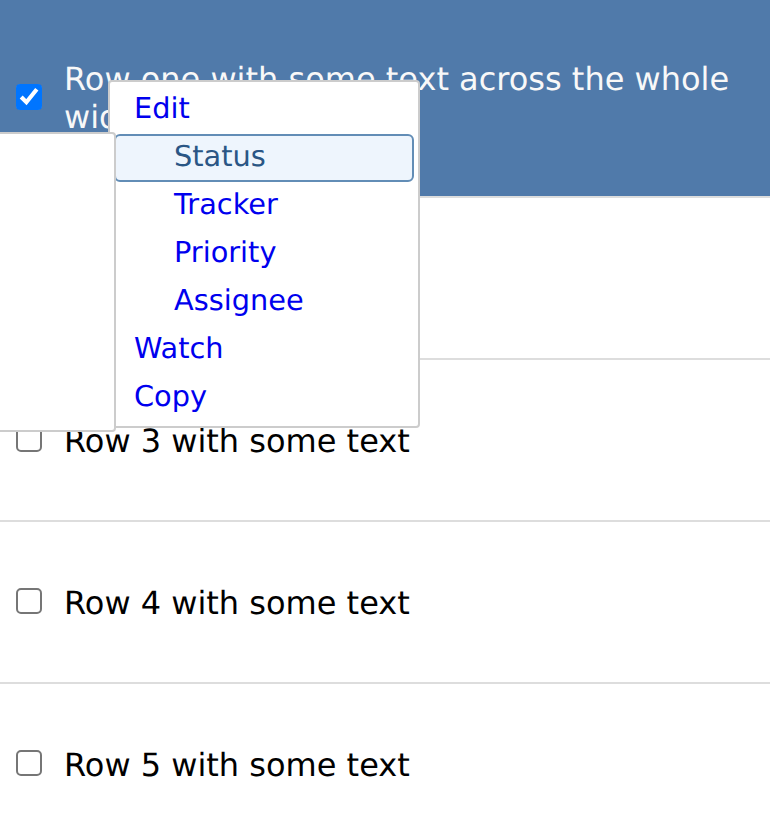 Row one with some text across the whole
Edit
Status
Tracker
Priority
Assignee
Watch
Copy
Row 3 with some text
Row 4 with some text
Row 5 with some text